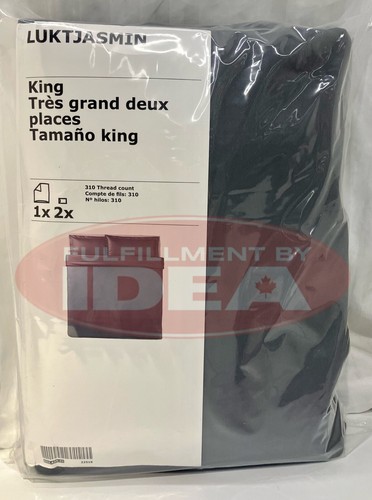 LUKTJASMIN
King
Très grand deux
places
Tamaño king
310 Thread count
Compte de fils: 310
N° hilos: 310
1x 2x
FULFILLMENT BY
IDEA